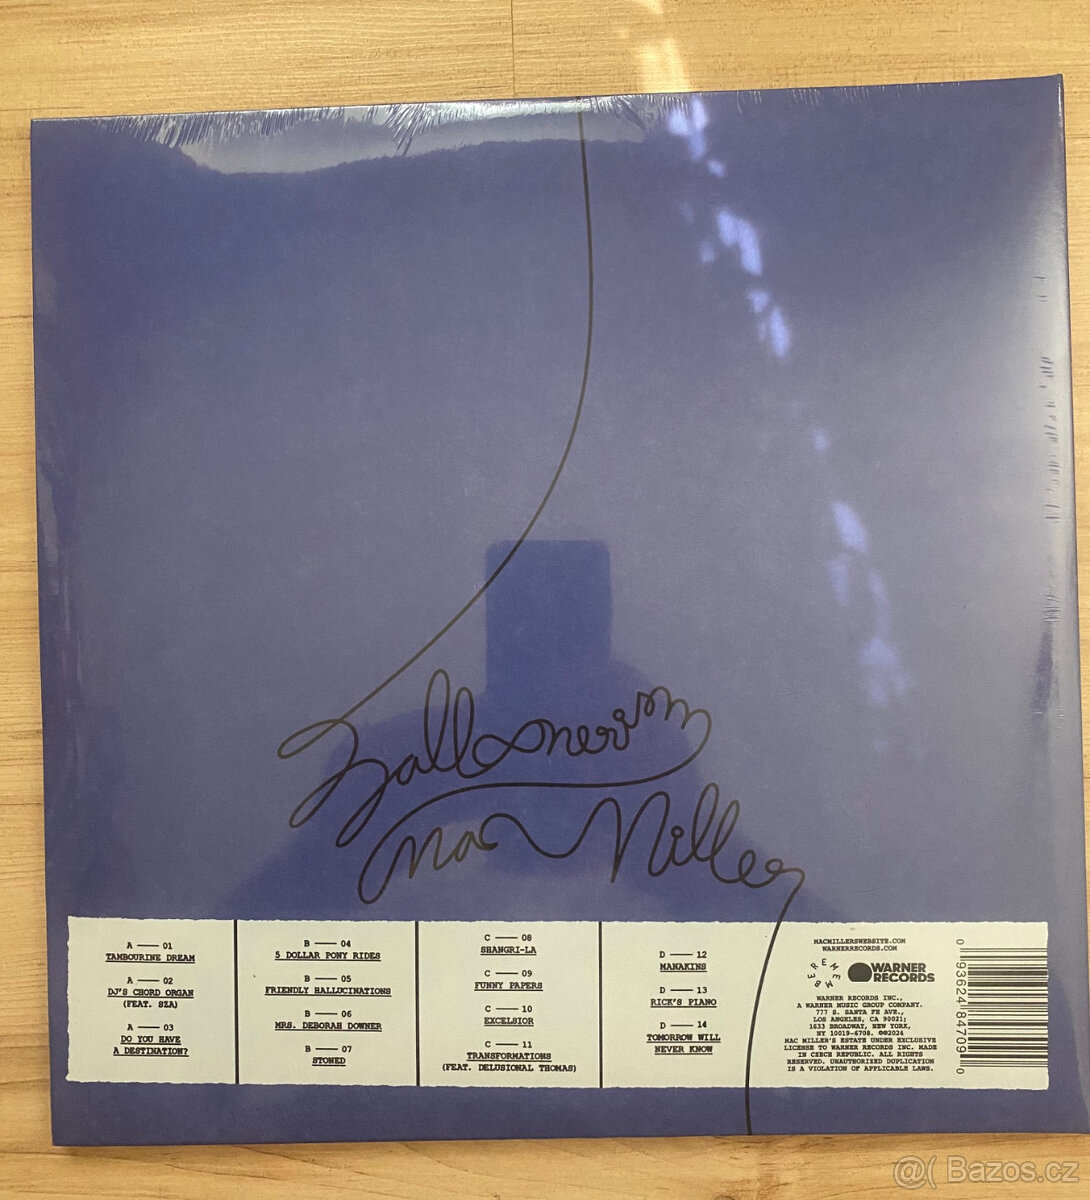 Balloonerism
Mac Miller
A — 01
TAMBOURINE DREAM
A — 02
DJ'S CHORD ORGAN
(FEAT. SZA)
A — 03
DO YOU HAVE
A DESTINATION?
B — 04
5 DOLLAR PONY RIDES
B — 05
FRIENDLY HALLUCINATIONS
B — 06
MRS. DEBORAH DOWNER
B — 07
STONED
C — 08
SHANGRI-LA
C — 09
FUNNY PAPERS
C — 10
EXCELSIOR
C — 11
TRANSFORMATIONS
(FEAT. DELUSIONAL THOMAS)
D — 12
MANAKINS
D — 13
RICK'S PIANO
D — 14
TOMORROW WILL
NEVER KNOW
MACMILLERSWEBSITE.COM
WARNERRECORDS.COM
REMEMBER
WARNER
RECORDS
WARNER RECORDS INC.,
A WARNER MUSIC GROUP COMPANY.
777 S. SANTA FE AVE.,
LOS ANGELES, CA 90021;
1633 BROADWAY, NEW YORK,
NY 10019-6708. ©℗2024
MAC MILLER'S ESTATE UNDER EXCLUSIVE
LICENSE TO WARNER RECORDS INC. MADE
IN CZECH REPUBLIC. ALL RIGHTS
RESERVED. UNAUTHORIZED DUPLICATION
IS A VIOLATION OF APPLICABLE LAWS.
0 93624 84709 0
@( Bazos.cz